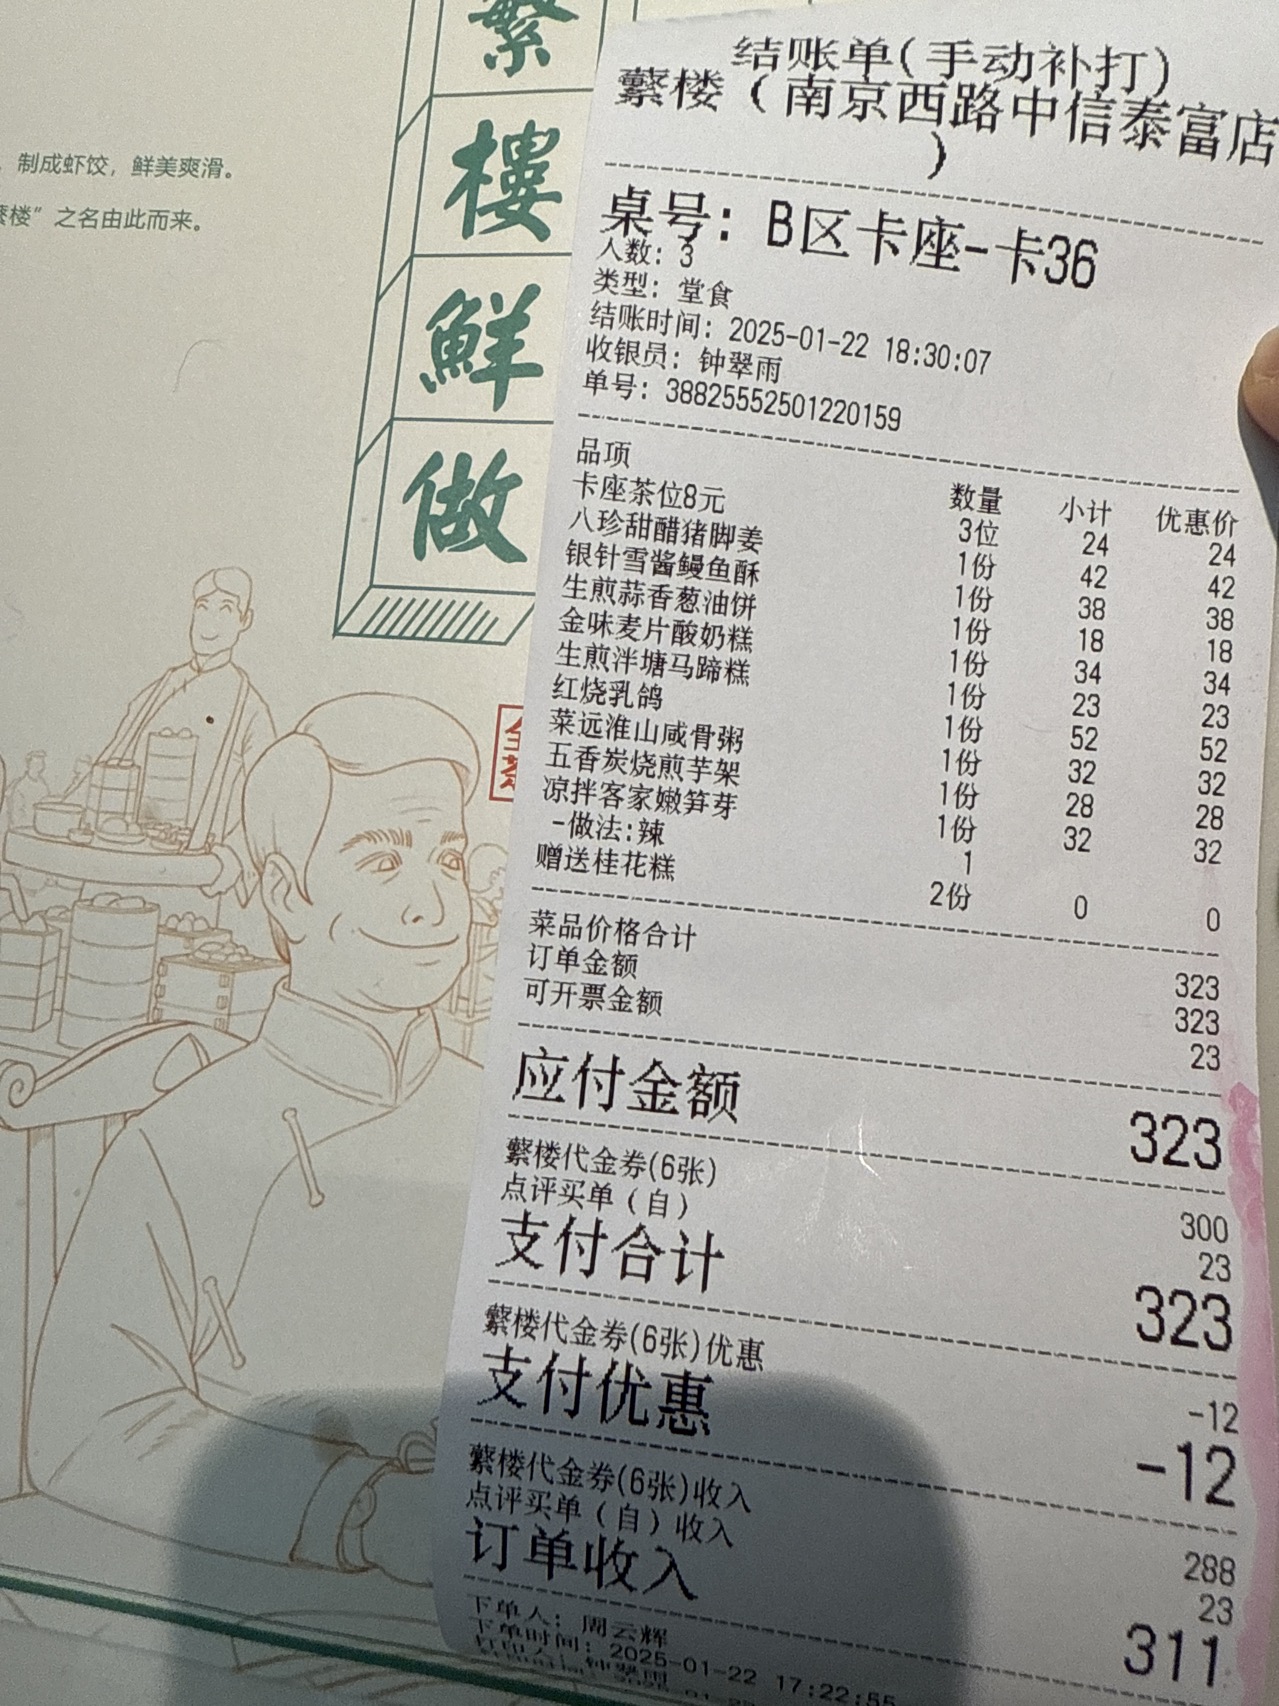 繁
樓
鮮
做
，制成虾饺，鲜美爽滑。
楼”之名由此而来。
结账单(手动补打)
蘩楼（南京西路中信泰富店
）
桌号：B区卡座-卡36
人数：3
类型：堂食
结账时间：2025-01-22 18:30:07
收银员：钟翠雨
单号：38825552501220159
品项 数量 小计 优惠价
卡座茶位8元 3位 24 24
八珍甜醋猪脚姜 1份 42 42
银针雪酱鳗鱼酥 1份 38 38
生煎蒜香葱油饼 1份 18 18
金味麦片酸奶糕 1份 34 34
生煎泮塘马蹄糕 1份 23 23
红烧乳鸽 1份 52 52
菜远淮山咸骨粥 1份 32 32
五香炭烧煎芋架 1份 28 28
凉拌客家嫩笋芽 1份 32 32
-做法:辣 1
赠送桂花糕 2份 0 0
菜品价格合计 323
订单金额 323
可开票金额 23
应付金额 323
蘩楼代金券(6张) 300
点评买单（自） 23
支付合计 323
蘩楼代金券(6张)优惠 -12
支付优惠 -12
蘩楼代金券(6张)收入 288
点评买单（自）收入 23
订单收入 311
下单人：周云辉
下单时间：2025-01-22 17:22:55
打印人：钟翠雨